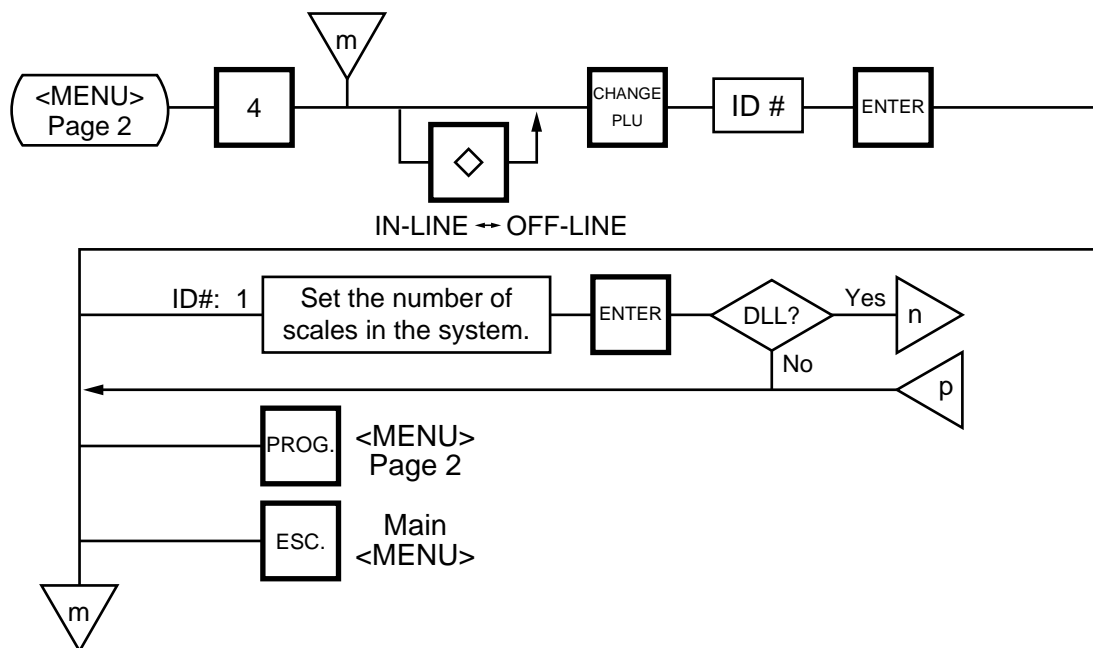 m
<MENU>
Page 2
4
CHANGE
PLU
ID #
ENTER
IN-LINE ↔ OFF-LINE
ID#: 1
Set the number of
scales in the system.
ENTER
DLL?
Yes
n
No
p
PROG.
<MENU>
Page 2
ESC.
Main
<MENU>
m